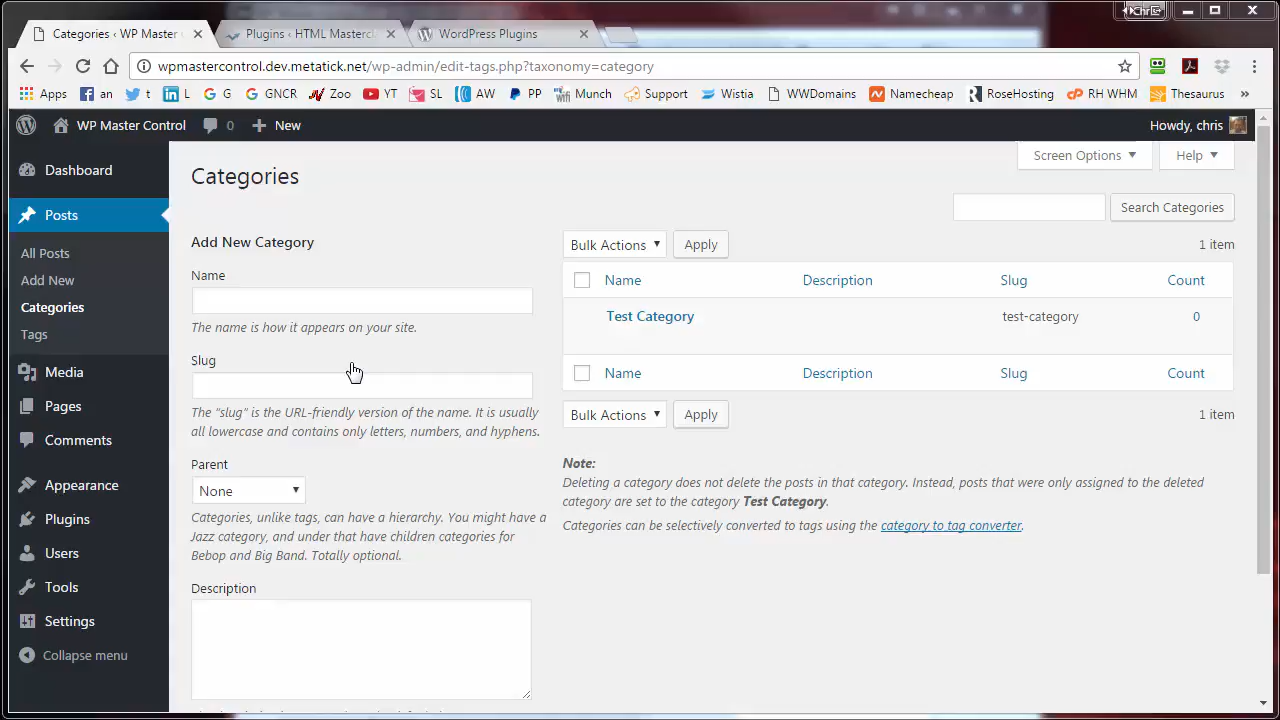 Chris
Categories ‹ WP Master
Plugins ‹ HTML Mastercl
WordPress Plugins
wpmastercontrol.dev.metatick.net/wp-admin/edit-tags.php?taxonomy=category
Apps an t L G GNCR Zoo YT SL AW PP Munch Support Wistia WWDomains Namecheap RoseHosting RH WHM Thesaurus »
WP Master Control 0 New Howdy, chris
Screen Options Help
Dashboard
Posts
All Posts
Add New
Categories
Tags
Media
Pages
Comments
Appearance
Plugins
Users
Tools
Settings
Collapse menu
Categories
Search Categories
Add New Category
Name
The name is how it appears on your site.
Slug
The "slug" is the URL-friendly version of the name. It is usually
all lowercase and contains only letters, numbers, and hyphens.
Parent
None
Categories, unlike tags, can have a hierarchy. You might have a
Jazz category, and under that have children categories for
Bebop and Big Band. Totally optional.
Description
Bulk Actions Apply 1 item
Name Description Slug Count
Test Category test-category 0
Name Description Slug Count
Bulk Actions Apply 1 item
Note:
Deleting a category does not delete the posts in that category. Instead, posts that were only assigned to the deleted
category are set to the category Test Category.
Categories can be selectively converted to tags using the category to tag converter.